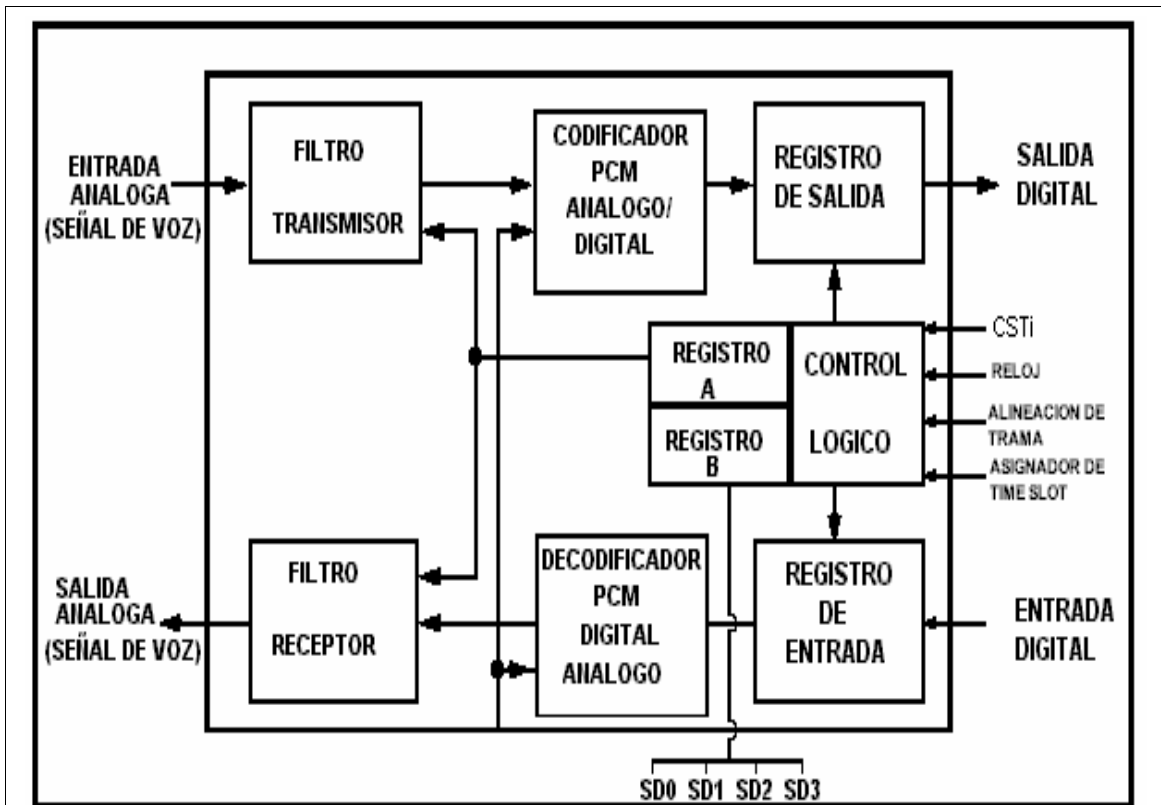 ENTRADA
ANALOGA
(SEÑAL DE VOZ)
FILTRO
TRANSMISOR
CODIFICADOR
PCM
ANALOGO/
DIGITAL
REGISTRO
DE SALIDA
SALIDA
DIGITAL
REGISTRO
A
REGISTRO
B
CONTROL
LOGICO
CSTi
RELOJ
ALINEACION DE
TRAMA
ASIGNADOR DE
TIME SLOT
SALIDA
ANALOGA
(SEÑAL DE VOZ)
FILTRO
RECEPTOR
DECODIFICADOR
PCM
DIGITAL
ANALOGO
REGISTRO
DE
ENTRADA
ENTRADA
DIGITAL
SD0 SD1 SD2 SD3